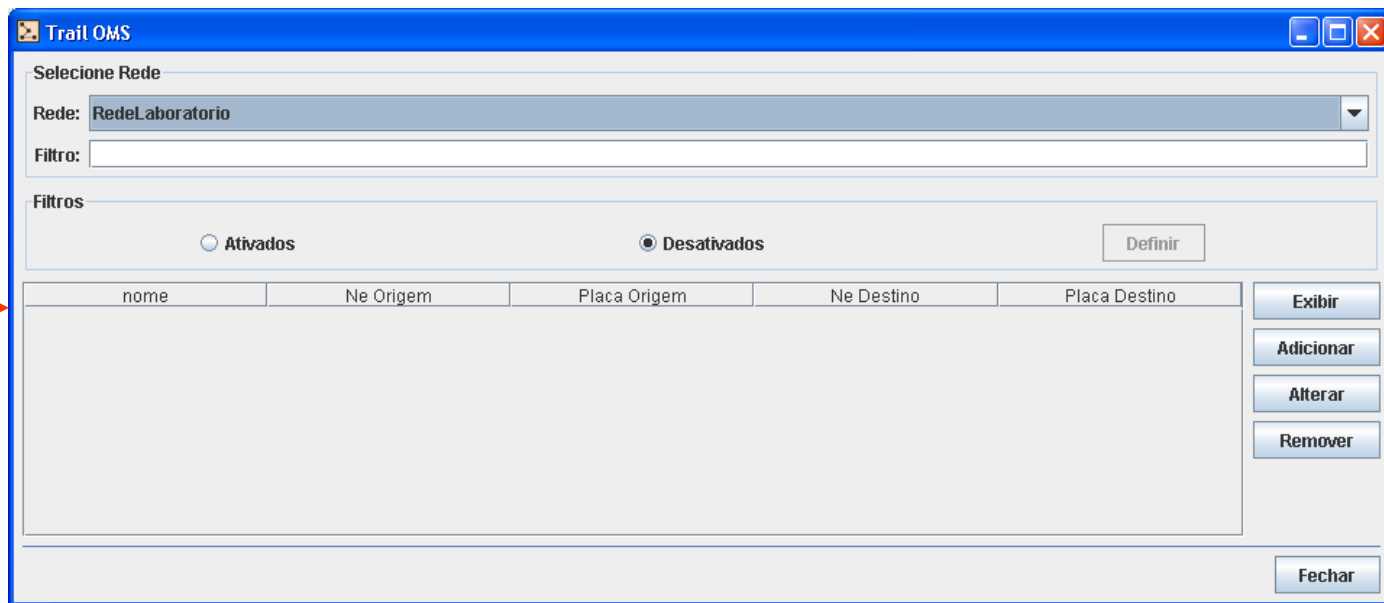 Trail OMS
Selecione Rede
Rede: RedeLaboratorio
Filtro:
Filtros
Ativados Desativados Definir
nome Ne Origem Placa Origem Ne Destino Placa Destino
Exibir
Adicionar
Alterar
Remover
Fechar